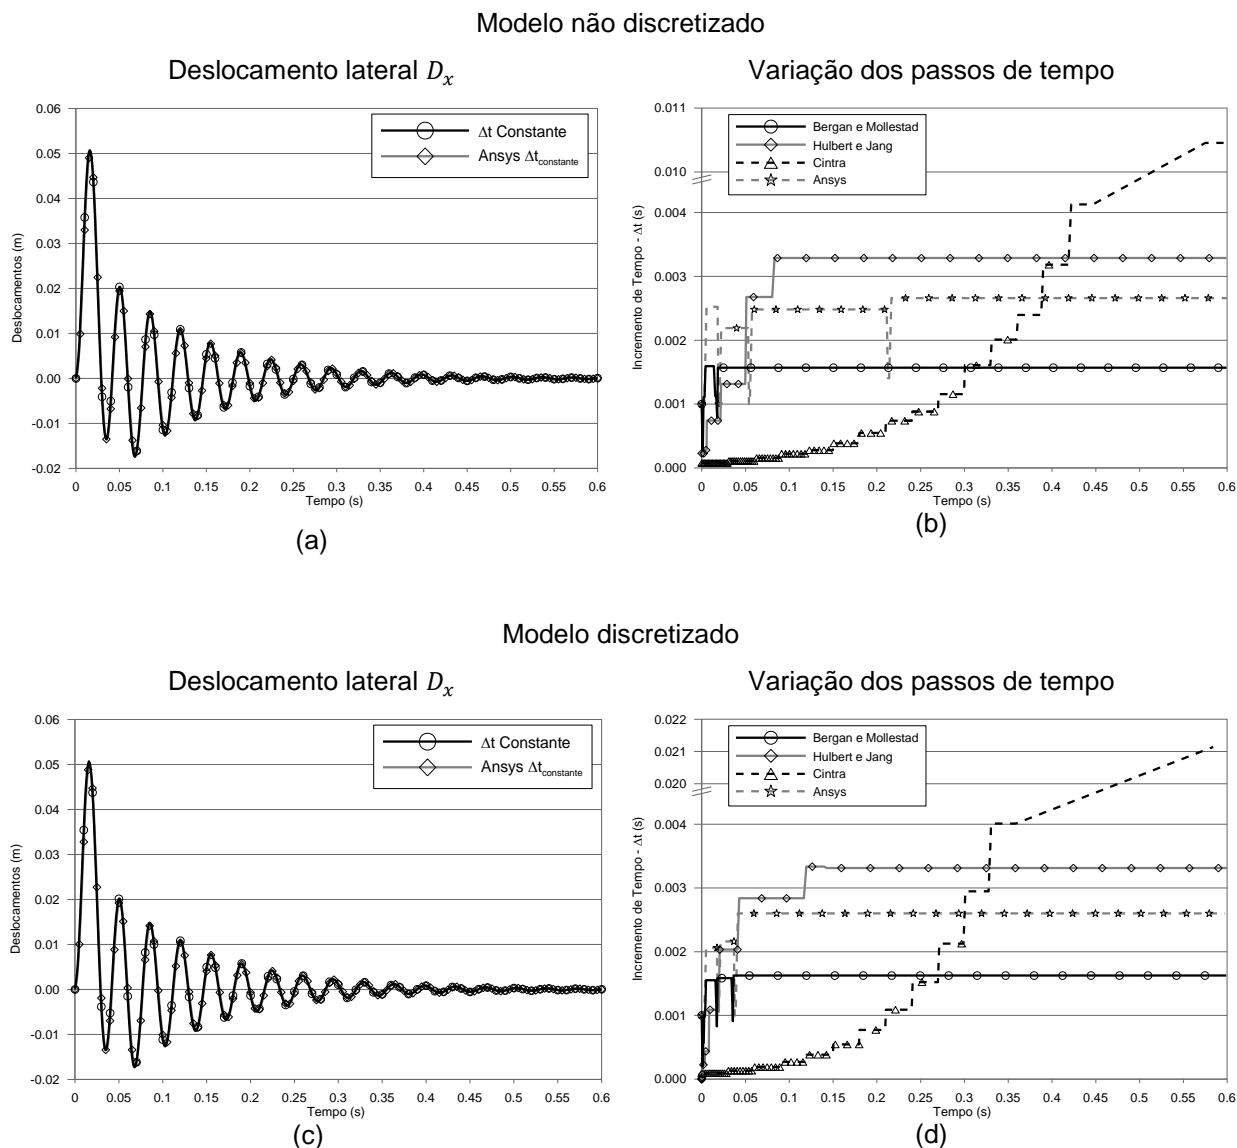 Modelo não discretizado
Deslocamento lateral Dₓ
Variação dos passos de tempo
0.06
0.05
0.04
0.03
0.02
0.01
0.00
-0.01
-0.02
Deslocamentos (m)
Δt Constante
Ansys Δt_constante
0 0.05 0.1 0.15 0.2 0.25 0.3 0.35 0.4 0.45 0.5 0.55 0.6
Tempo (s)
(a)
0.011
0.010
0.004
0.003
0.002
0.001
0.000
Incremento de Tempo - Δt (s)
Bergan e Mollestad
Hulbert e Jang
Cintra
Ansys
0 0.05 0.1 0.15 0.2 0.25 0.3 0.35 0.4 0.45 0.5 0.55 0.6
Tempo (s)
(b)
Modelo discretizado
Deslocamento lateral Dₓ
Variação dos passos de tempo
0.06
0.05
0.04
0.03
0.02
0.01
0.00
-0.01
-0.02
Deslocamentos (m)
Δt Constante
Ansys Δt_constante
0 0.05 0.1 0.15 0.2 0.25 0.3 0.35 0.4 0.45 0.5 0.55 0.6
Tempo (s)
(c)
0.022
0.021
0.020
0.004
0.003
0.002
0.001
0.000
Incremento de Tempo - Δt (s)
Bergan e Mollestad
Hulbert e Jang
Cintra
Ansys
0 0.05 0.1 0.15 0.2 0.25 0.3 0.35 0.4 0.45 0.5 0.55 0.6
Tempo (s)
(d)